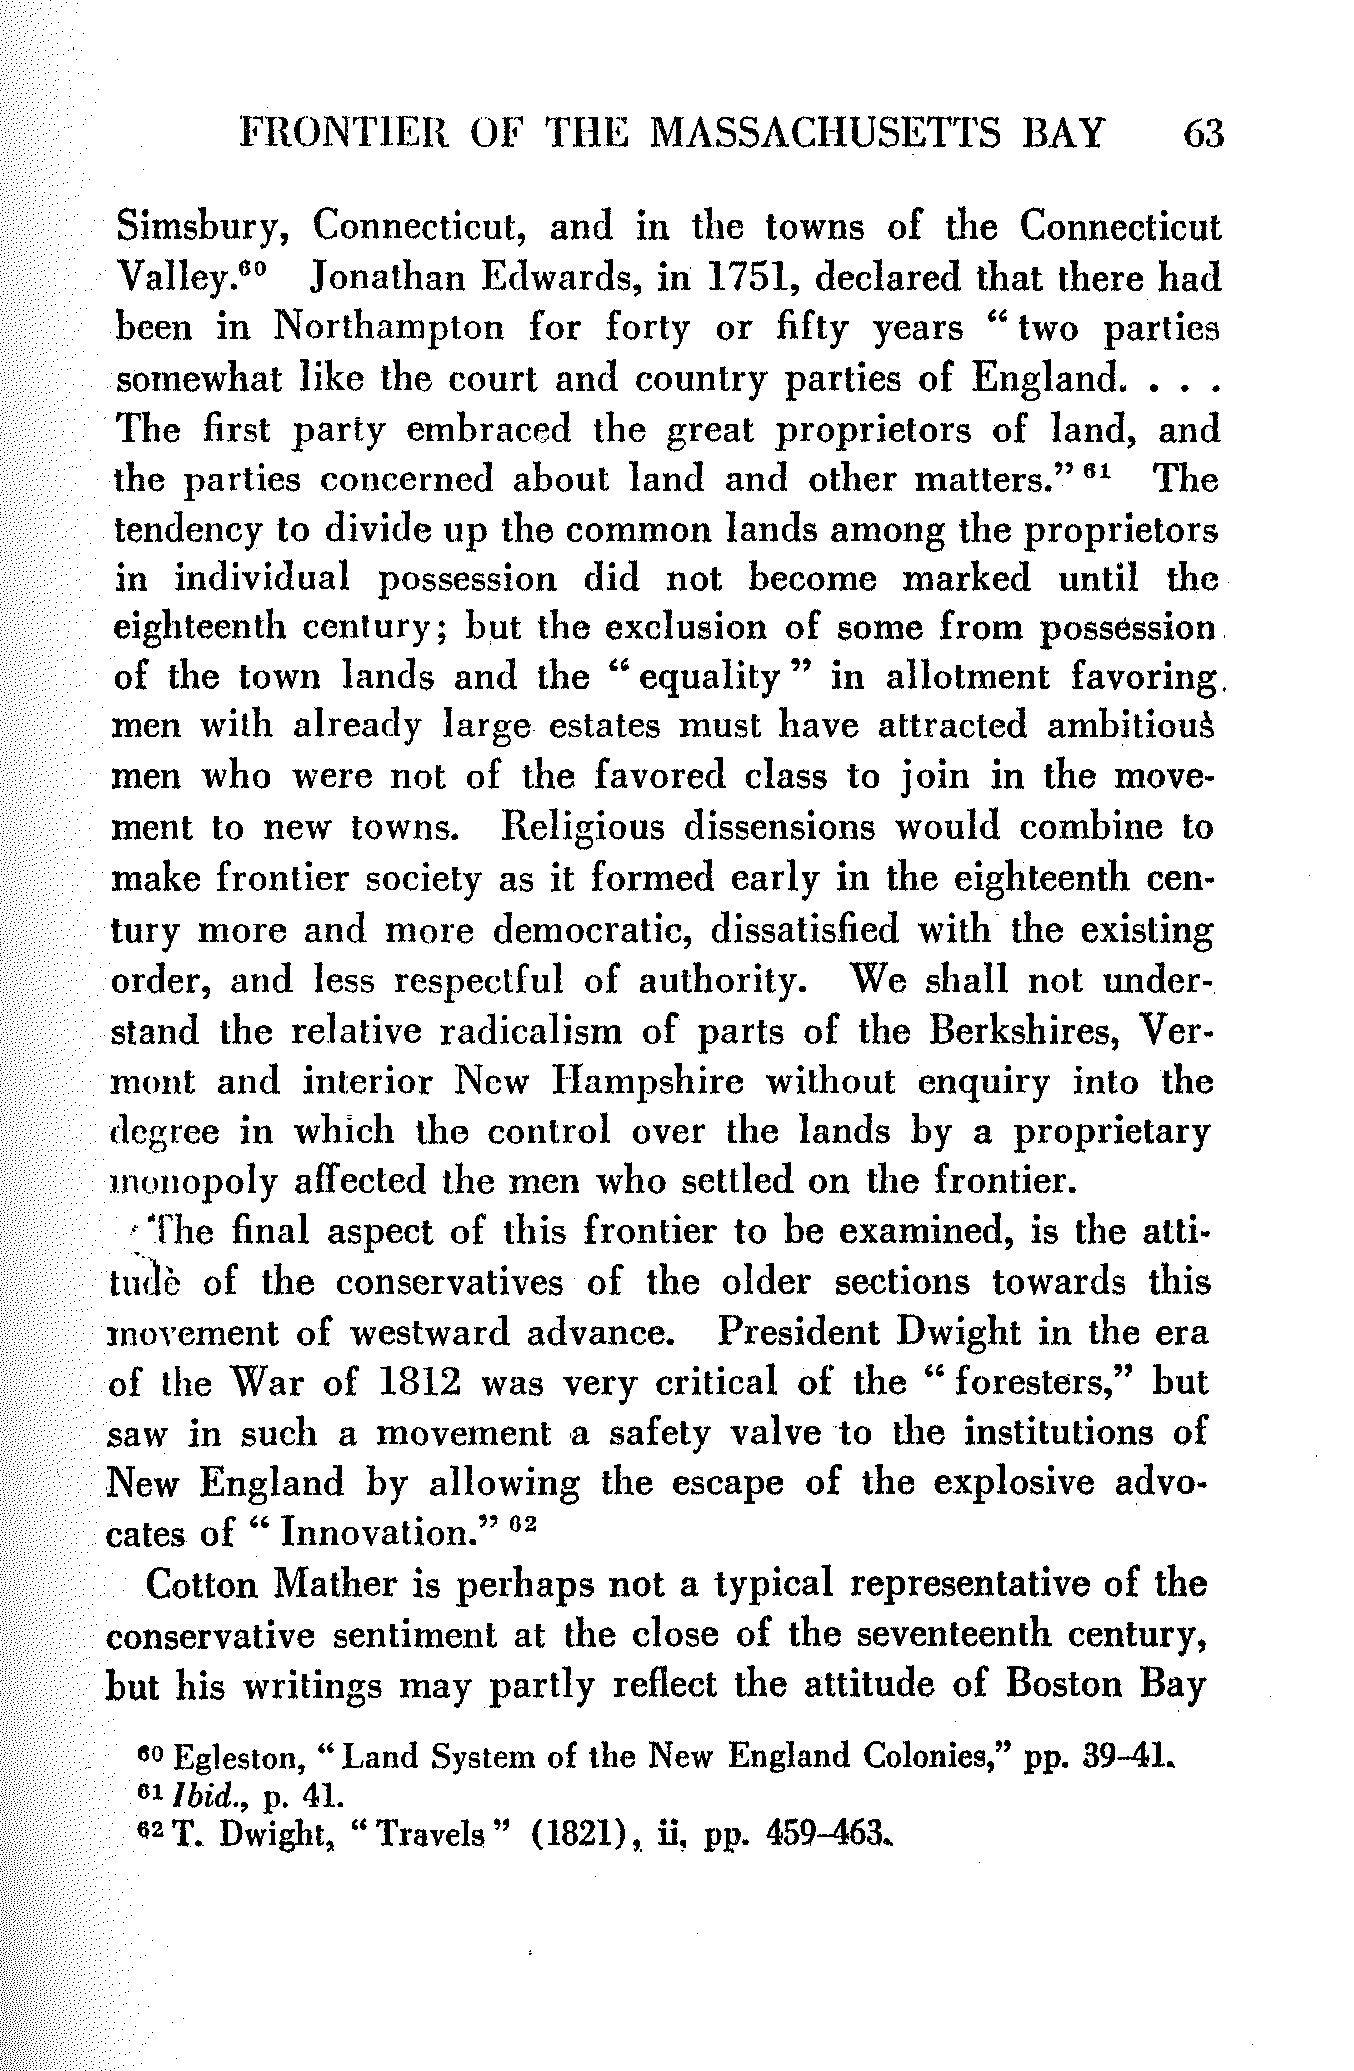 FRONTIER OF THE MASSACHUSETTS BAY 63
Simsbury, Connecticut, and in the towns of the Connecticut
Valley.⁶⁰ Jonathan Edwards, in 1751, declared that there had
been in Northampton for forty or fifty years “two parties
somewhat like the court and country parties of England. . . .
The first party embraced the great proprietors of land, and
the parties concerned about land and other matters.” ⁶¹ The
tendency to divide up the common lands among the proprietors
in individual possession did not become marked until the
eighteenth century; but the exclusion of some from possession
of the town lands and the “equality” in allotment favoring
men with already large estates must have attracted ambitious
men who were not of the favored class to join in the move-
ment to new towns. Religious dissensions would combine to
make frontier society as it formed early in the eighteenth cen-
tury more and more democratic, dissatisfied with the existing
order, and less respectful of authority. We shall not under-
stand the relative radicalism of parts of the Berkshires, Ver-
mont and interior New Hampshire without enquiry into the
degree in which the control over the lands by a proprietary
monopoly affected the men who settled on the frontier.
The final aspect of this frontier to be examined, is the atti-
tude of the conservatives of the older sections towards this
movement of westward advance. President Dwight in the era
of the War of 1812 was very critical of the “foresters,” but
saw in such a movement a safety valve to the institutions of
New England by allowing the escape of the explosive advo-
cates of “Innovation.” ⁶²
Cotton Mather is perhaps not a typical representative of the
conservative sentiment at the close of the seventeenth century,
but his writings may partly reflect the attitude of Boston Bay
⁶⁰ Egleston, “Land System of the New England Colonies,” pp. 39–41.
⁶¹ Ibid., p. 41.
⁶² T. Dwight, “Travels” (1821), ii, pp. 459–463.